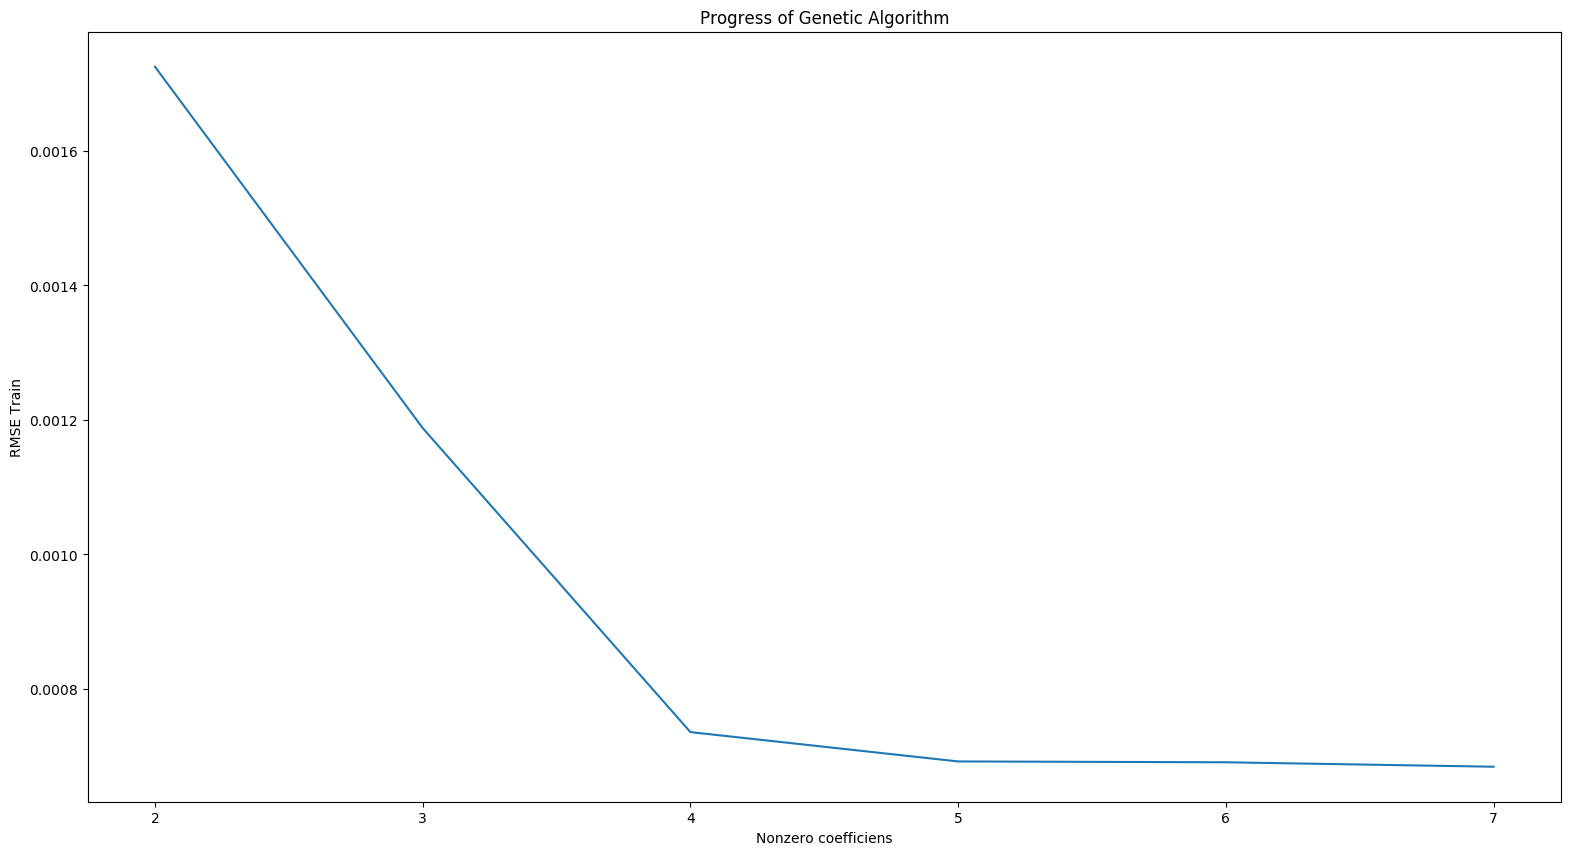 Progress of Genetic Algorithm
0.0016
0.0014
0.0012
0.0010
0.0008
RMSE Train
2 3 4 5 6 7
Nonzero coefficiens